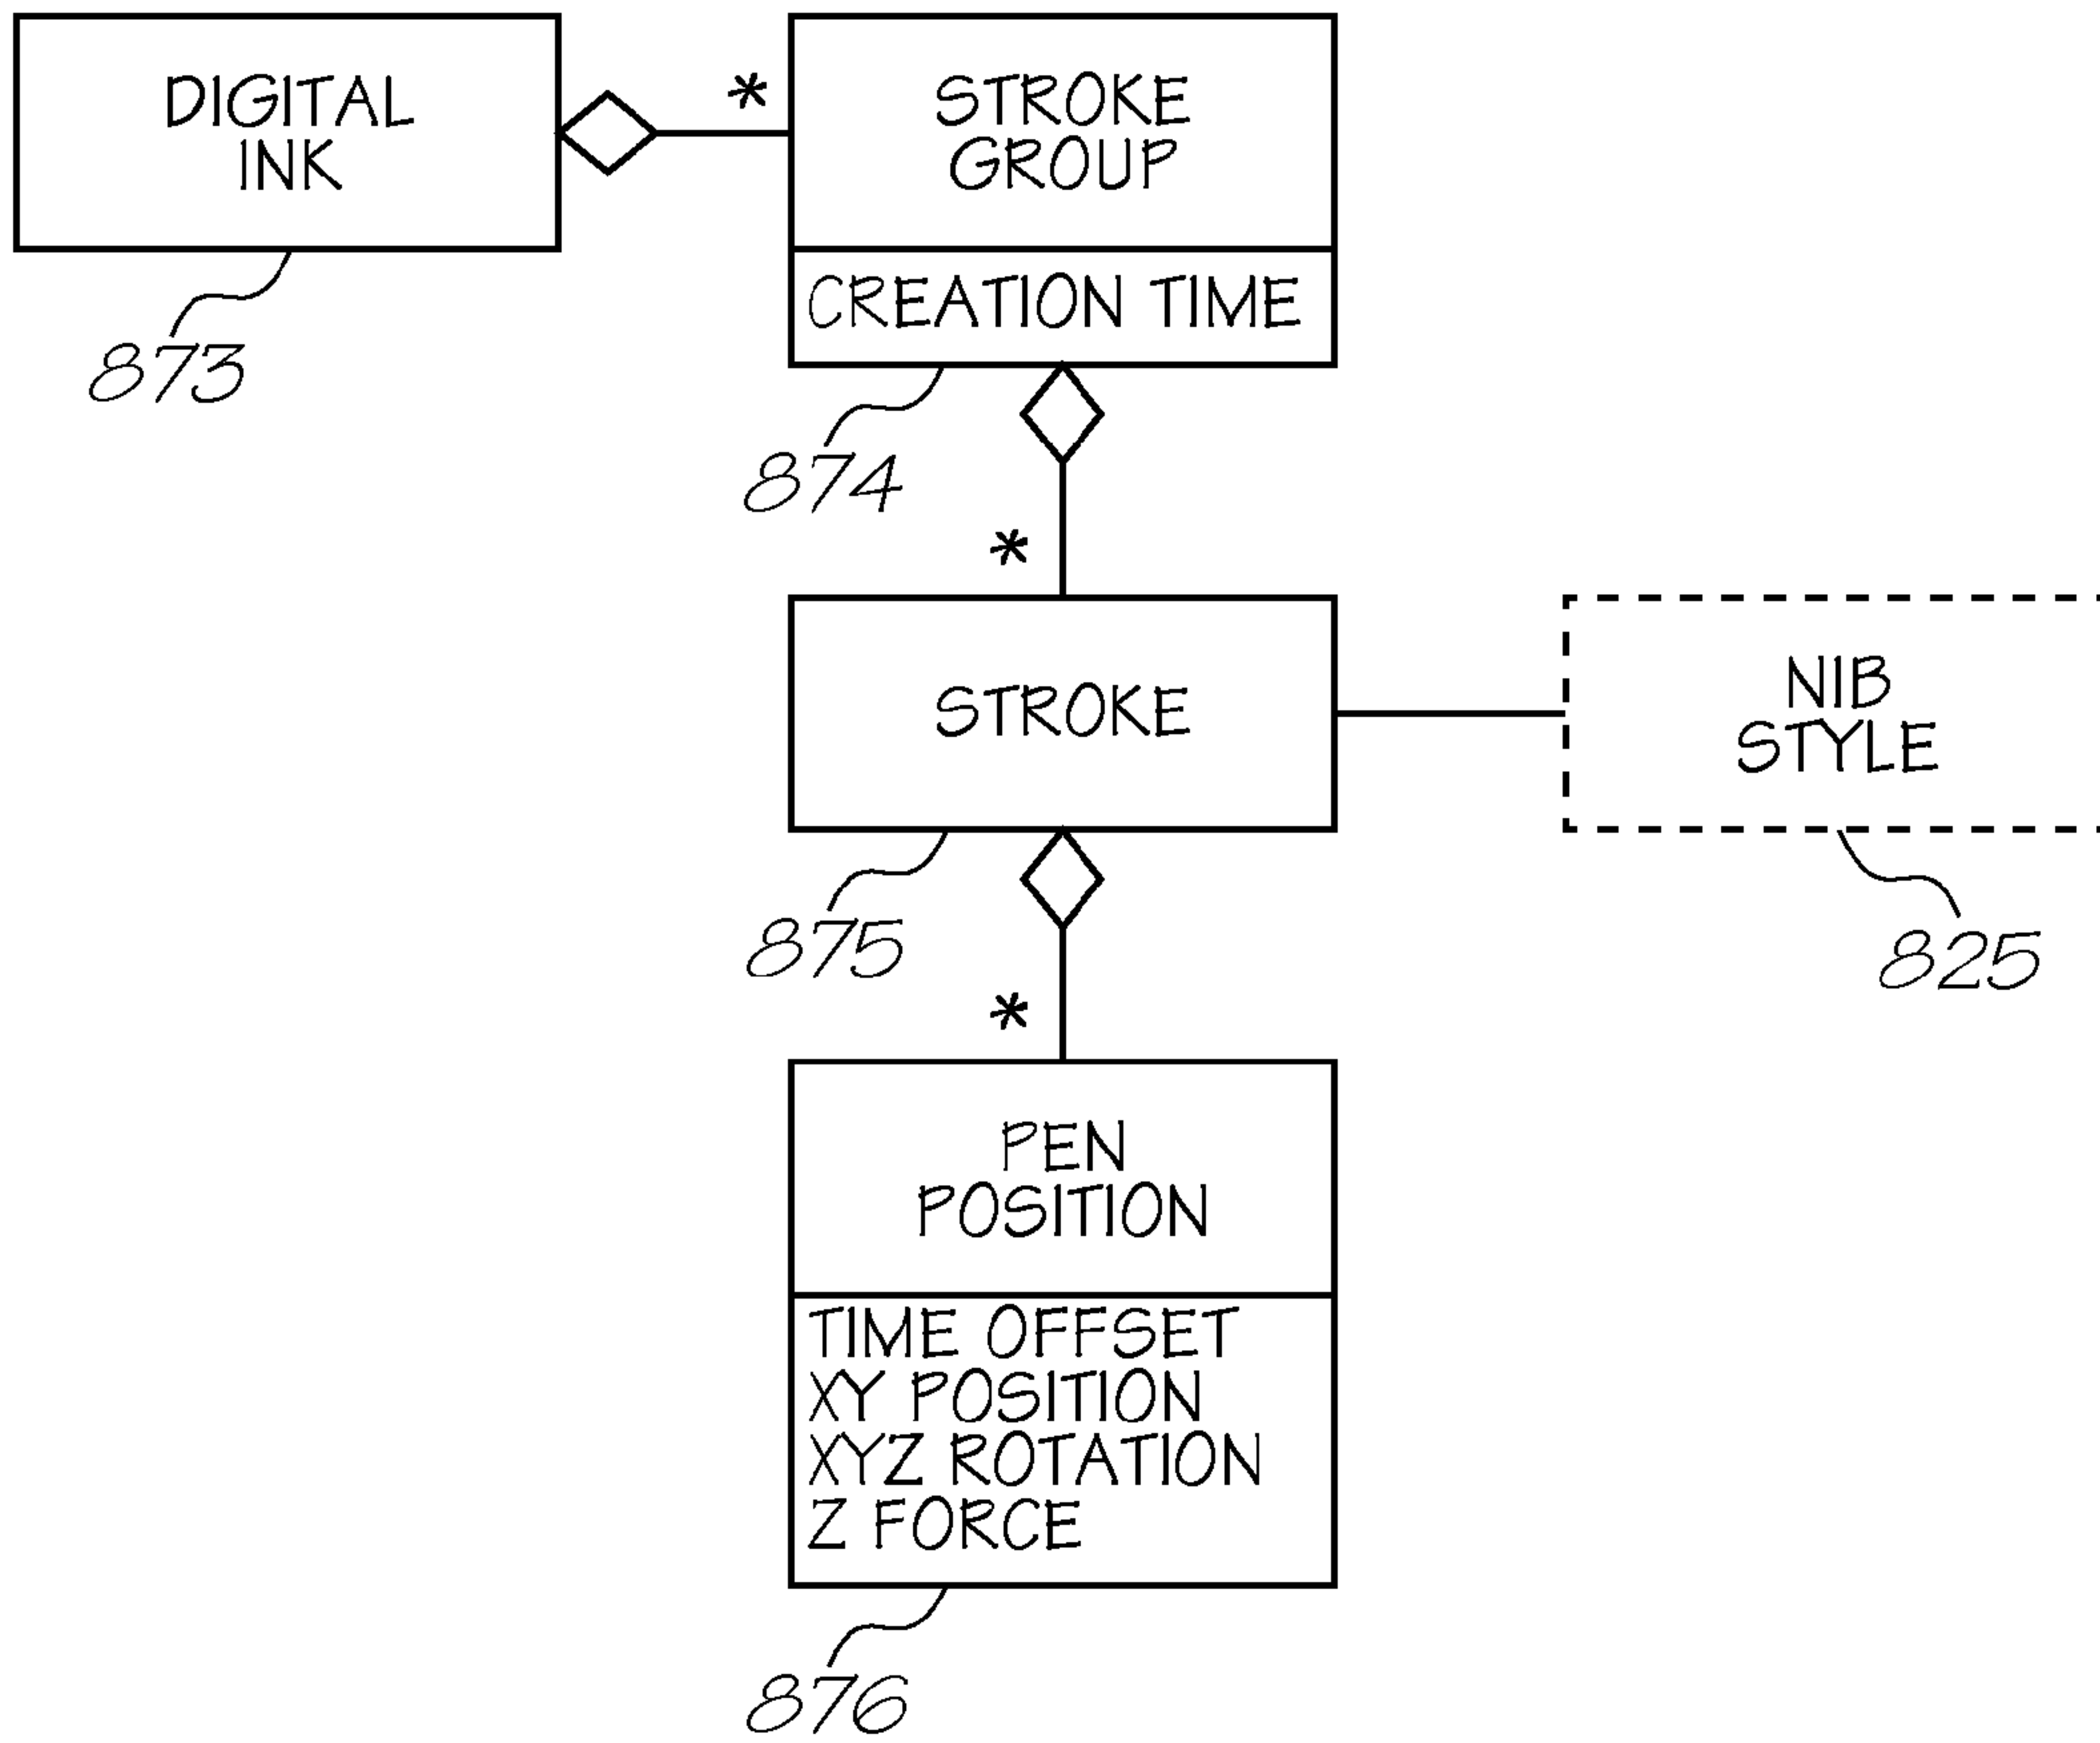 DIGITAL
INK
*
STROKE
GROUP
CREATION TIME
873
874
*
STROKE
NIB
STYLE
875
825
*
PEN
POSITION
TIME OFFSET
XY POSITION
XYZ ROTATION
Z FORCE
876